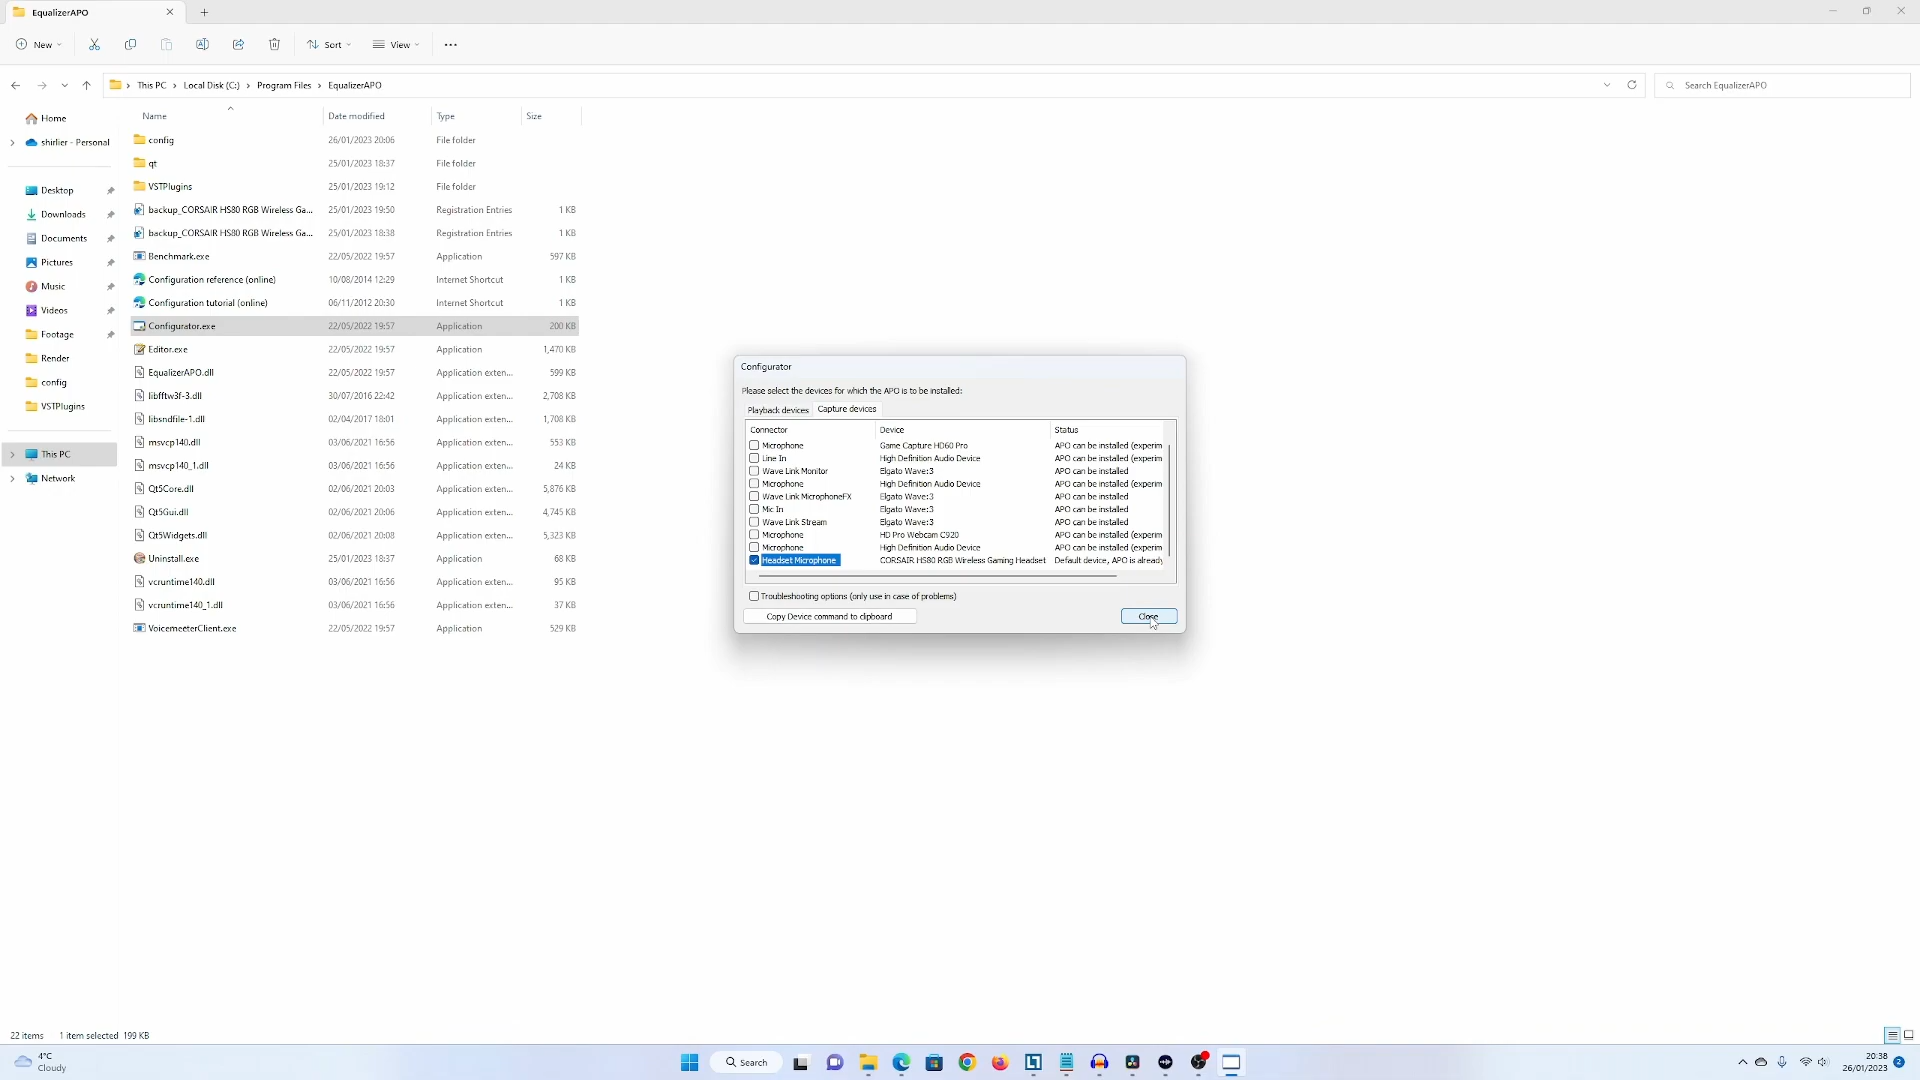 EqualizerAPO
New
Sort
View
This PC > Local Disk (C:) > Program Files > EqualizerAPO
Search EqualizerAPO
Home
shirlier - Personal
Desktop
Downloads
Documents
Pictures
Music
Videos
Footage
Render
config
VSTPlugins
This PC
Network
Name Date modified Type Size
config 26/01/2023 20:06 File folder
qt 25/01/2023 18:37 File folder
VSTPlugins 25/01/2023 19:12 File folder
backup_CORSAIR HS80 RGB Wireless Ga... 25/01/2023 19:50 Registration Entries 1 KB
backup_CORSAIR HS80 RGB Wireless Ga... 25/01/2023 18:38 Registration Entries 1 KB
Benchmark.exe 22/05/2022 19:57 Application 597 KB
Configuration reference (online) 10/08/2014 12:29 Internet Shortcut 1 KB
Configuration tutorial (online) 06/11/2012 20:30 Internet Shortcut 1 KB
Configurator.exe 22/05/2022 19:57 Application 200 KB
Editor.exe 22/05/2022 19:57 Application 1,470 KB
EqualizerAPO.dll 22/05/2022 19:57 Application exten... 599 KB
libfftw3f-3.dll 30/07/2016 22:42 Application exten... 2,708 KB
libsndfile-1.dll 02/04/2017 18:01 Application exten... 1,708 KB
msvcp140.dll 03/06/2021 16:56 Application exten... 553 KB
msvcp140_1.dll 03/06/2021 16:56 Application exten... 24 KB
Qt5Core.dll 02/06/2021 20:03 Application exten... 5,876 KB
Qt5Gui.dll 02/06/2021 20:06 Application exten... 4,745 KB
Qt5Widgets.dll 02/06/2021 20:08 Application exten... 5,323 KB
Uninstall.exe 25/01/2023 18:37 Application 68 KB
vcruntime140.dll 03/06/2021 16:56 Application exten... 95 KB
vcruntime140_1.dll 03/06/2021 16:56 Application exten... 37 KB
VoicemeeterClient.exe 22/05/2022 19:57 Application 529 KB
Configurator
Please select the devices for which the APO is to be installed:
Playback devices Capture devices
Connector Device Status
Microphone Game Capture HD60 Pro APO can be installed (experim
Line In High Definition Audio Device APO can be installed (experim
Wave Link Monitor Elgato Wave:3 APO can be installed
Microphone High Definition Audio Device APO can be installed (experim
Wave Link MicrophoneFX Elgato Wave:3 APO can be installed
Mic In Elgato Wave:3 APO can be installed
Wave Link Stream Elgato Wave:3 APO can be installed
Microphone HD Pro Webcam C920 APO can be installed (experim
Microphone High Definition Audio Device APO can be installed (experim
Headset Microphone CORSAIR HS80 RGB Wireless Gaming Headset Default device, APO is already
Troubleshooting options (only use in case of problems)
Copy Device command to clipboard
Close
22 items 1 item selected 199 KB
4°C
Cloudy
Search
20:38
26/01/2023
2